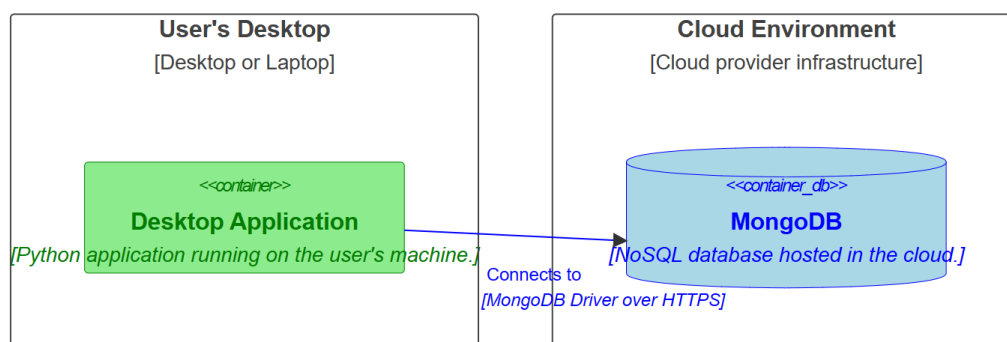 User's Desktop
[Desktop or Laptop]
<<container>>
Desktop Application
[Python application running on the user's machine.]
Connects to
[MongoDB Driver over HTTPS]
Cloud Environment
[Cloud provider infrastructure]
<<container_db>>
MongoDB
[NoSQL database hosted in the cloud.]